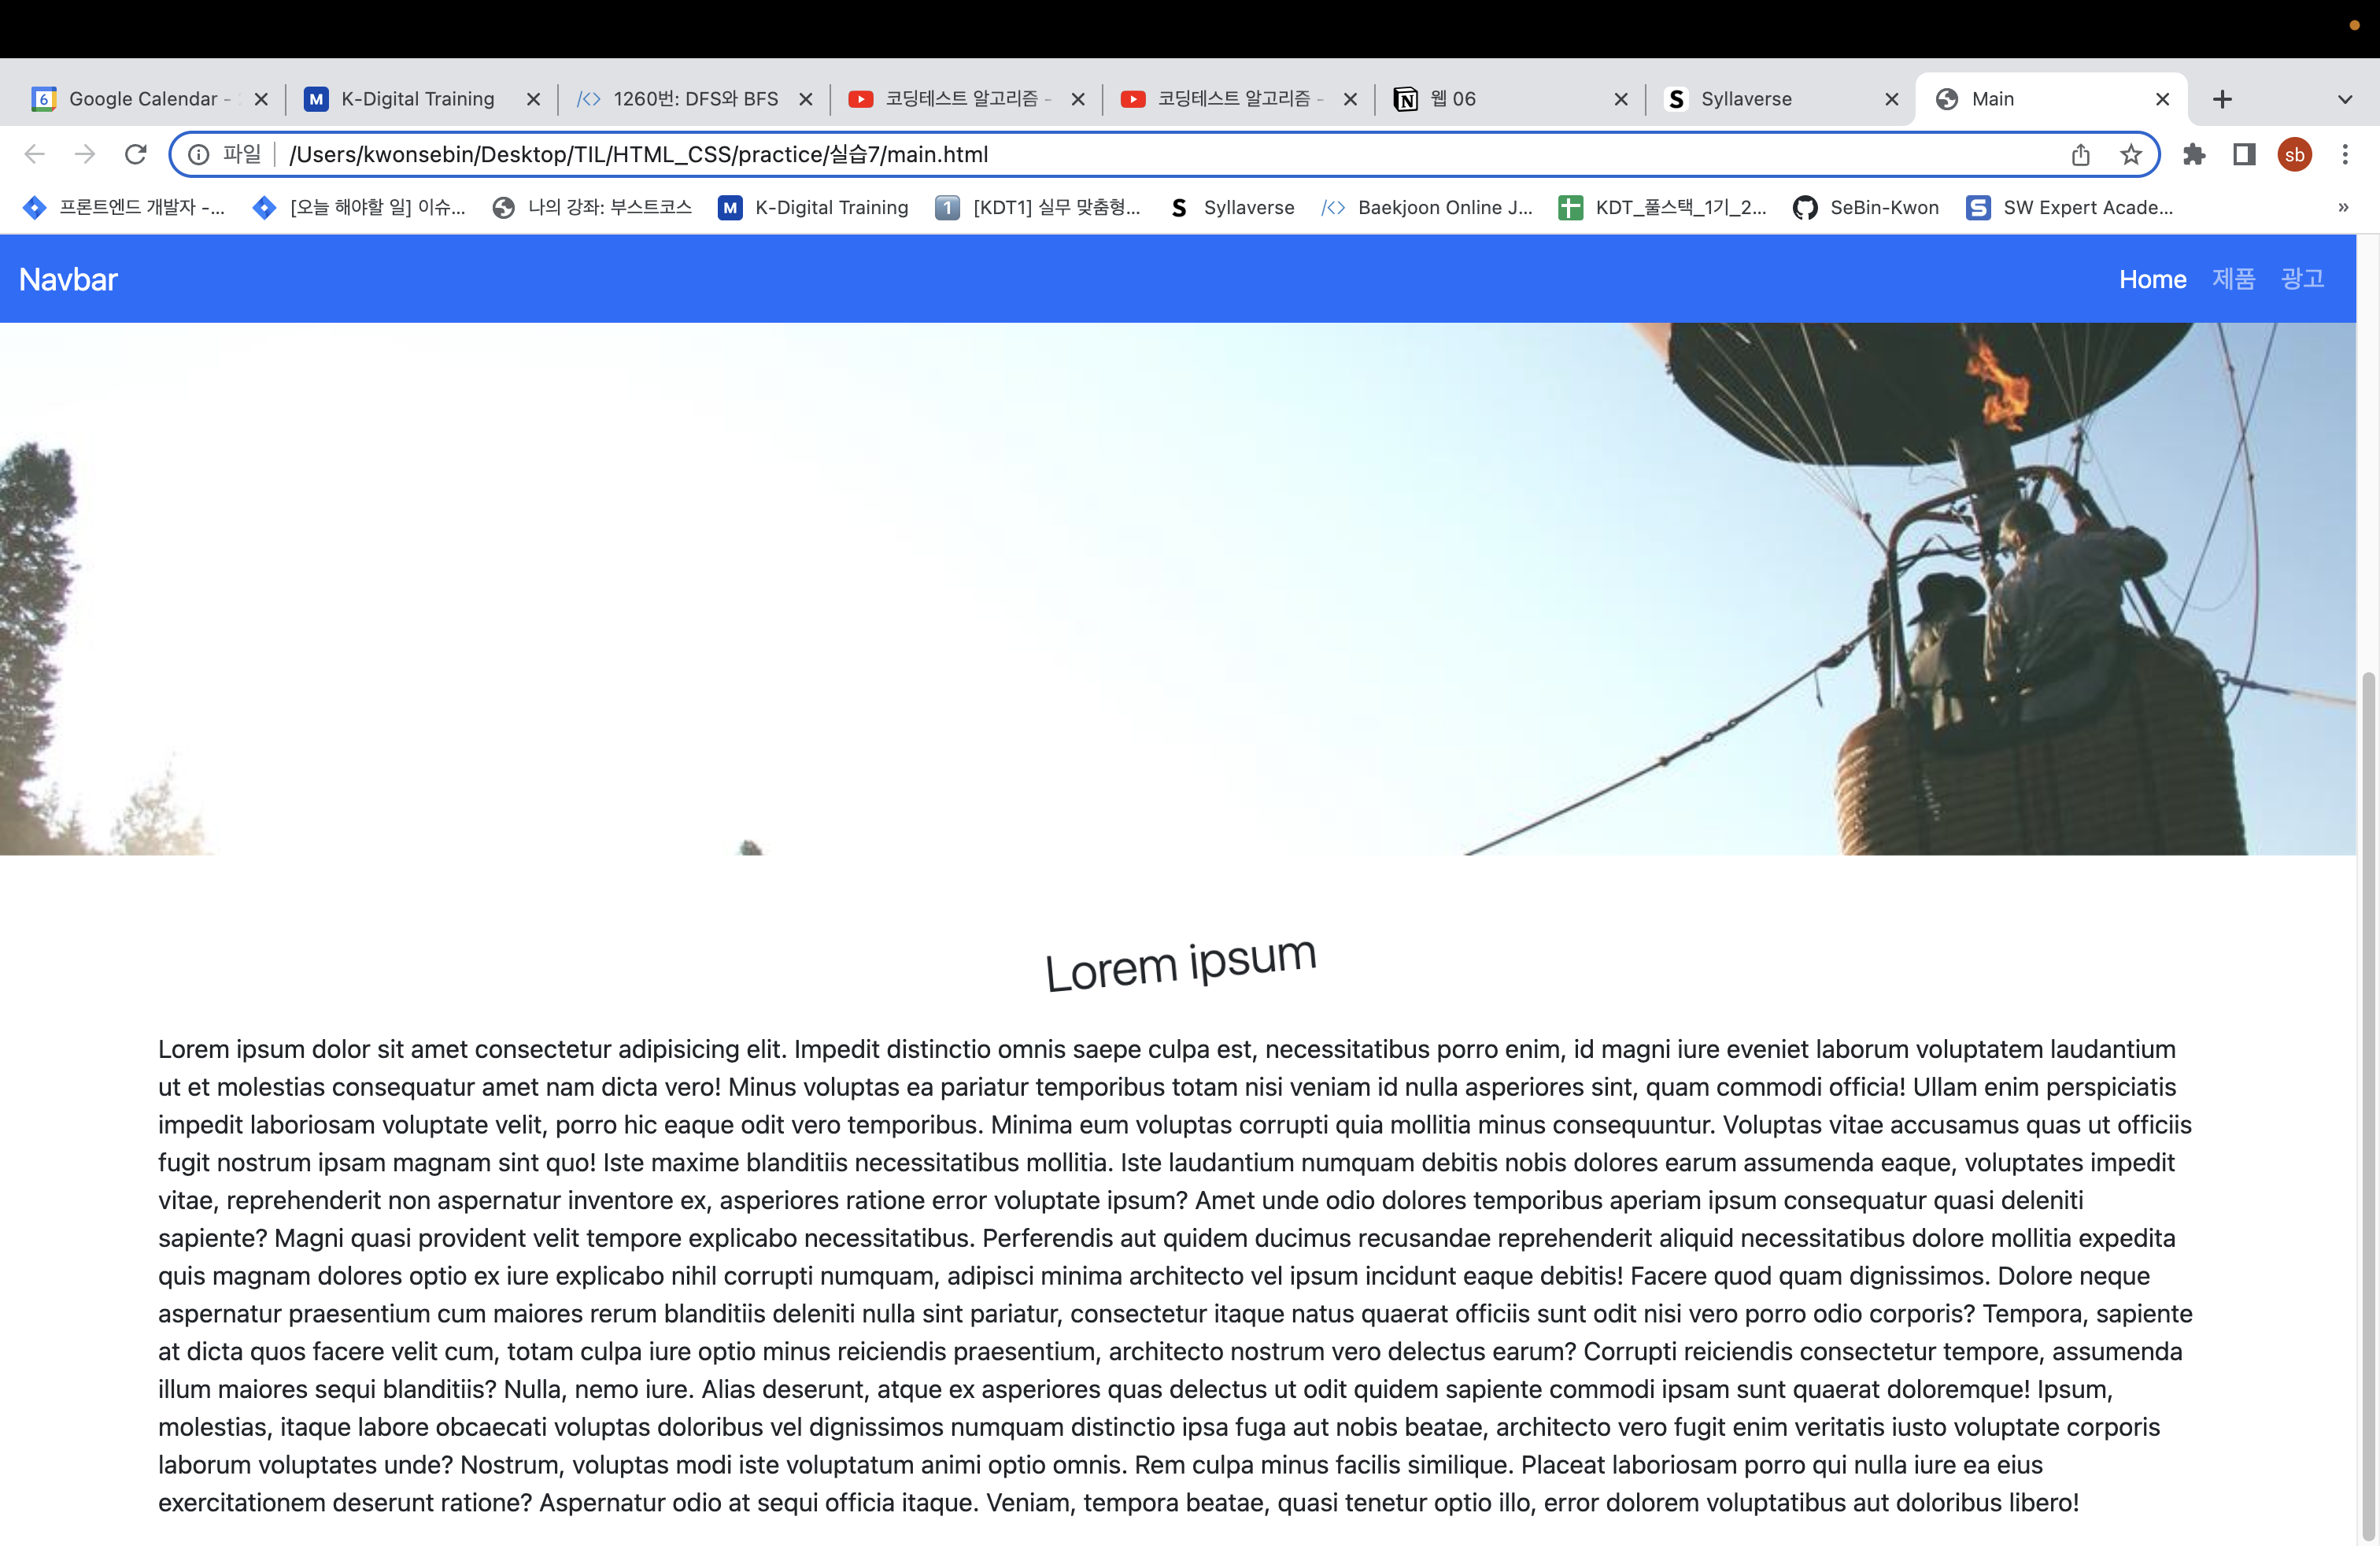 6 Google Calendar -
M K-Digital Training
/<> 1260번: DFS와 BFS
코딩테스트 알고리즘 -
코딩테스트 알고리즘 -
N 웹 06
S Syllaverse
Main
파일 /Users/kwonsebin/Desktop/TIL/HTML_CSS/practice/실습7/main.html
sb
프론트엔드 개발자 -...
[오늘 해야할 일] 이슈...
나의 강좌: 부스트코스
M K-Digital Training
1 [KDT1] 실무 맞춤형...
S Syllaverse
/<> Baekjoon Online J...
KDT_풀스택_1기_2...
SeBin-Kwon
S SW Expert Acade...
»
Navbar
Home 제품 광고
Lorem ipsum
Lorem ipsum dolor sit amet consectetur adipisicing elit. Impedit distinctio omnis saepe culpa est, necessitatibus porro enim, id magni iure eveniet laborum voluptatem laudantium
ut et molestias consequatur amet nam dicta vero! Minus voluptas ea pariatur temporibus totam nisi veniam id nulla asperiores sint, quam commodi officia! Ullam enim perspiciatis
impedit laboriosam voluptate velit, porro hic eaque odit vero temporibus. Minima eum voluptas corrupti quia mollitia minus consequuntur. Voluptas vitae accusamus quas ut officiis
fugit nostrum ipsam magnam sint quo! Iste maxime blanditiis necessitatibus mollitia. Iste laudantium numquam debitis nobis dolores earum assumenda eaque, voluptates impedit
vitae, reprehenderit non aspernatur inventore ex, asperiores ratione error voluptate ipsum? Amet unde odio dolores temporibus aperiam ipsum consequatur quasi deleniti
sapiente? Magni quasi provident velit tempore explicabo necessitatibus. Perferendis aut quidem ducimus recusandae reprehenderit aliquid necessitatibus dolore mollitia expedita
quis magnam dolores optio ex iure explicabo nihil corrupti numquam, adipisci minima architecto vel ipsum incidunt eaque debitis! Facere quod quam dignissimos. Dolore neque
aspernatur praesentium cum maiores rerum blanditiis deleniti nulla sint pariatur, consectetur itaque natus quaerat officiis sunt odit nisi vero porro odio corporis? Tempora, sapiente
at dicta quos facere velit cum, totam culpa iure optio minus reiciendis praesentium, architecto nostrum vero delectus earum? Corrupti reiciendis consectetur tempore, assumenda
illum maiores sequi blanditiis? Nulla, nemo iure. Alias deserunt, atque ex asperiores quas delectus ut odit quidem sapiente commodi ipsam sunt quaerat doloremque! Ipsum,
molestias, itaque labore obcaecati voluptas doloribus vel dignissimos numquam distinctio ipsa fuga aut nobis beatae, architecto vero fugit enim veritatis iusto voluptate corporis
laborum voluptates unde? Nostrum, voluptas modi iste voluptatum animi optio omnis. Rem culpa minus facilis similique. Placeat laboriosam porro qui nulla iure ea eius
exercitationem deserunt ratione? Aspernatur odio at sequi officia itaque. Veniam, tempora beatae, quasi tenetur optio illo, error dolorem voluptatibus aut doloribus libero!